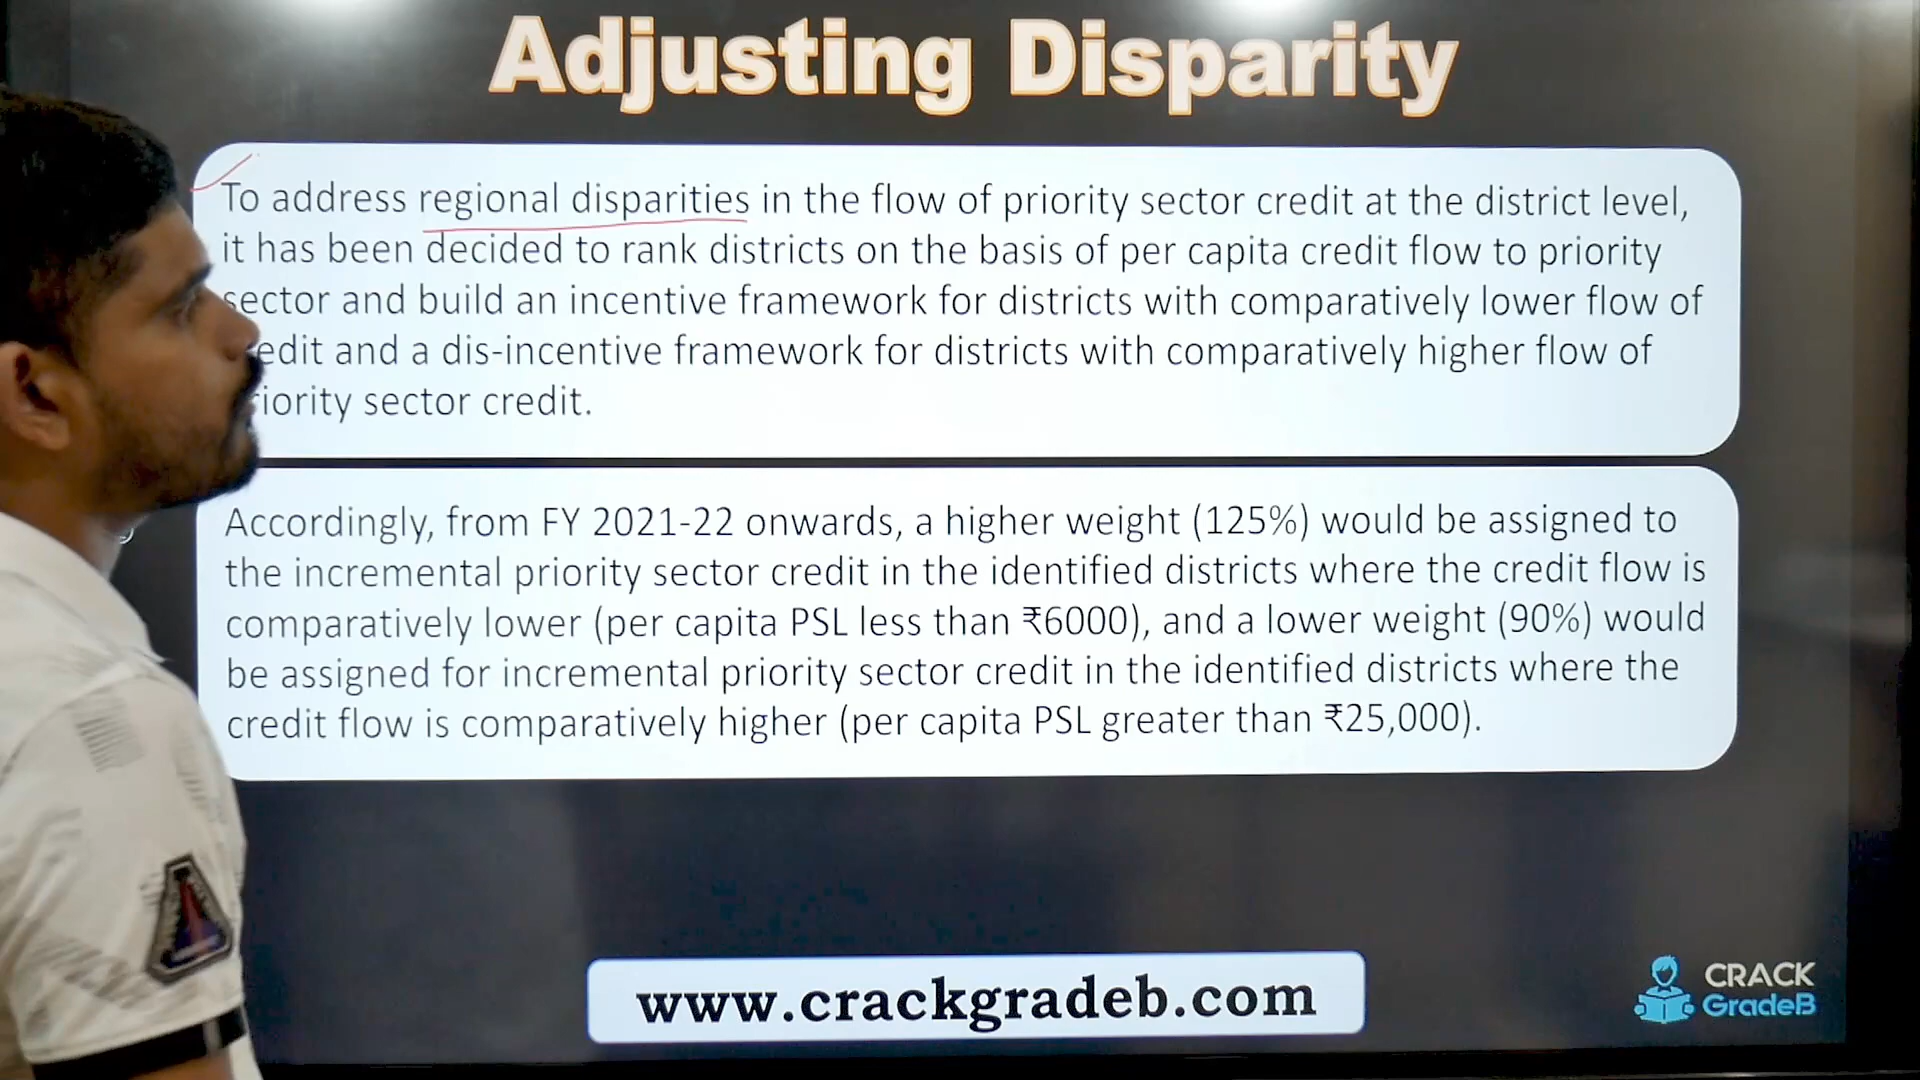 Adjusting Disparity
To address regional disparities in the flow of priority sector credit at the district level,
it has been decided to rank districts on the basis of per capita credit flow to priority
sector and build an incentive framework for districts with comparatively lower flow of
edit and a dis-incentive framework for districts with comparatively higher flow of
iority sector credit.
Accordingly, from FY 2021-22 onwards, a higher weight (125%) would be assigned to
the incremental priority sector credit in the identified districts where the credit flow is
comparatively lower (per capita PSL less than ₹6000), and a lower weight (90%) would
be assigned for incremental priority sector credit in the identified districts where the
credit flow is comparatively higher (per capita PSL greater than ₹25,000).
www.crackgradeb.com
CRACK
GradeB